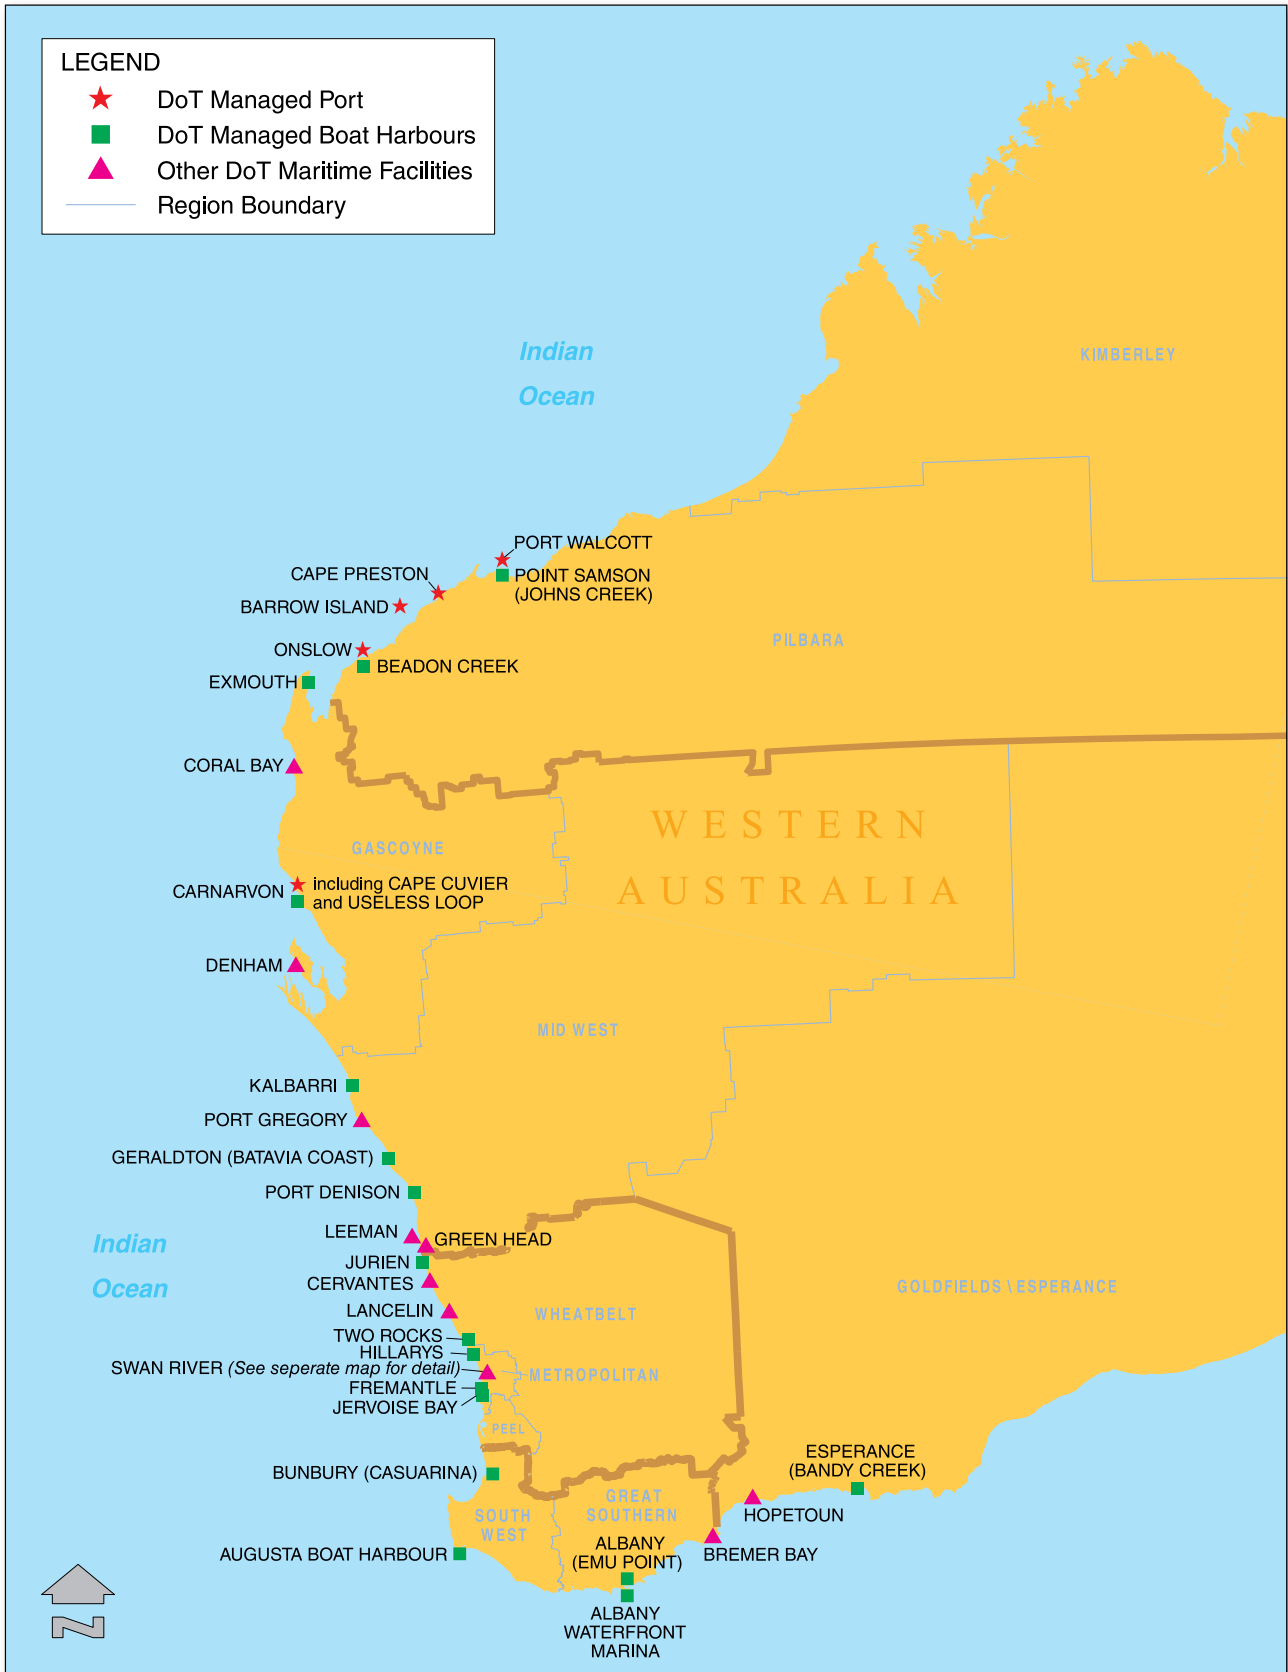 LEGEND
DoT Managed Port
DoT Managed Boat Harbours
Other DoT Maritime Facilities
Region Boundary
Indian
Ocean
KIMBERLEY
PORT WALCOTT
CAPE PRESTON
POINT SAMSON
(JOHNS CREEK)
BARROW ISLAND
PILBARA
ONSLOW
BEADON CREEK
EXMOUTH
CORAL BAY
WESTERN
AUSTRALIA
GASCOYNE
CARNARVON
including CAPE CUVIER
and USELESS LOOP
DENHAM
MID WEST
KALBARRI
PORT GREGORY
GERALDTON (BATAVIA COAST)
PORT DENISON
LEEMAN
GREEN HEAD
Indian
Ocean
JURIEN
CERVANTES
GOLDFIELDS \ ESPERANCE
LANCELIN
WHEATBELT
TWO ROCKS
HILLARYS
SWAN RIVER (See seperate map for detail)
METROPOLITAN
FREMANTLE
JERVOISE BAY
PEEL
BUNBURY (CASUARINA)
ESPERANCE
(BANDY CREEK)
GREAT
SOUTHERN
SOUTH
WEST
HOPETOUN
AUGUSTA BOAT HARBOUR
ALBANY
(EMU POINT)
BREMER BAY
ALBANY
WATERFRONT
MARINA
N